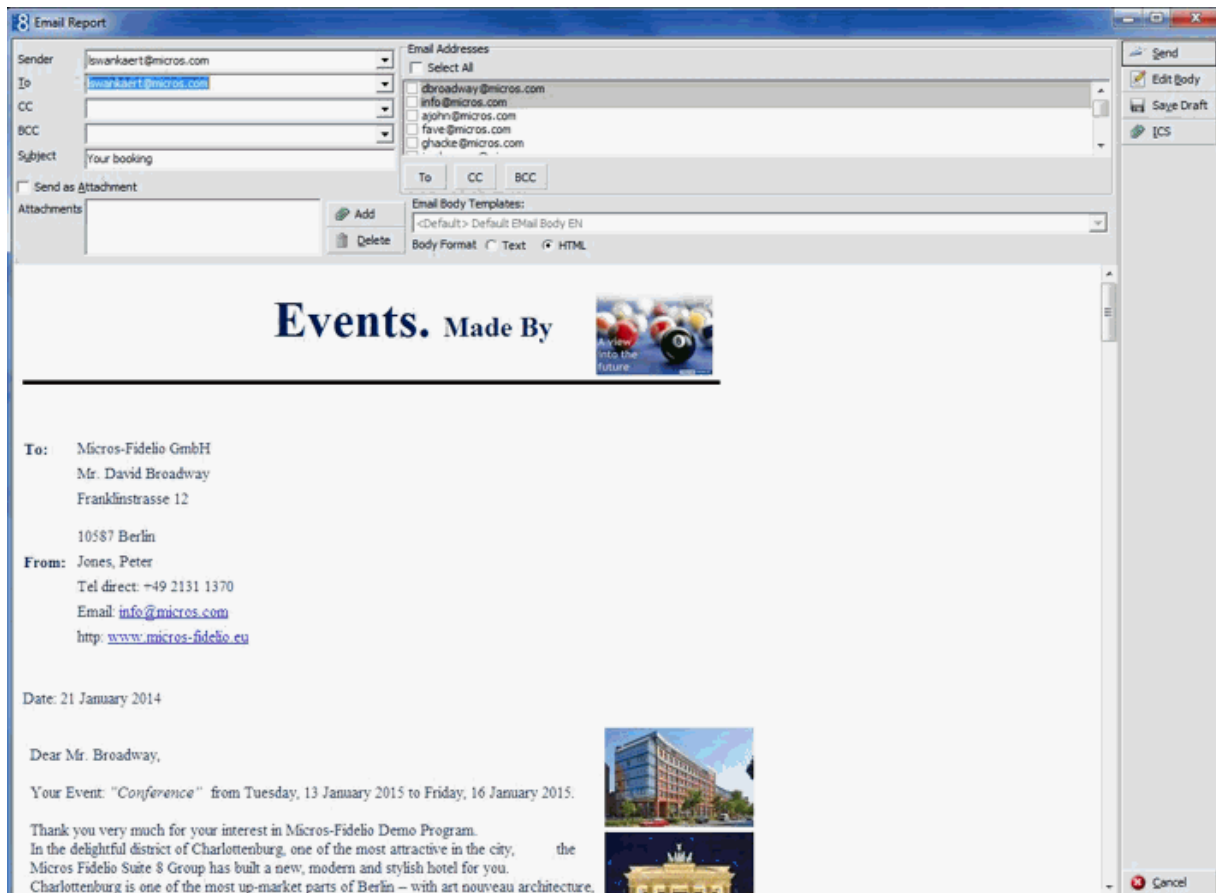 8 Email Report
Sender lswankaert@micros.com
To lswankaert@micros.com
CC
BCC
Subject Your booking
Send as Attachment
Attachments
Add
Delete
Email Addresses
Select All
dbroadway@micros.com
info@micros.com
ajohn@micros.com
fave@micros.com
ghacke@micros.com
To CC BCC
Email Body Templates:
<Default> Default EMail Body EN
Body Format Text HTML
Send
Edit Body
Save Draft
ICS
Events. Made By
A view
into the
future
To: Micros-Fidelio GmbH
Mr. David Broadway
Franklinstrasse 12
10587 Berlin
From: Jones, Peter
Tel direct: +49 2131 1370
Email: info@micros.com
http: www.micros-fidelio.eu
Date: 21 January 2014
Dear Mr. Broadway,
Your Event: "Conference" from Tuesday, 13 January 2015 to Friday, 16 January 2015.
Thank you very much for your interest in Micros-Fidelio Demo Program.
In the delightful district of Charlottenburg, one of the most attractive in the city, the
Micros Fidelio Suite 8 Group has built a new, modern and stylish hotel for you.
Charlottenburg is one of the most up-market parts of Berlin – with art nouveau architecture,
Cancel